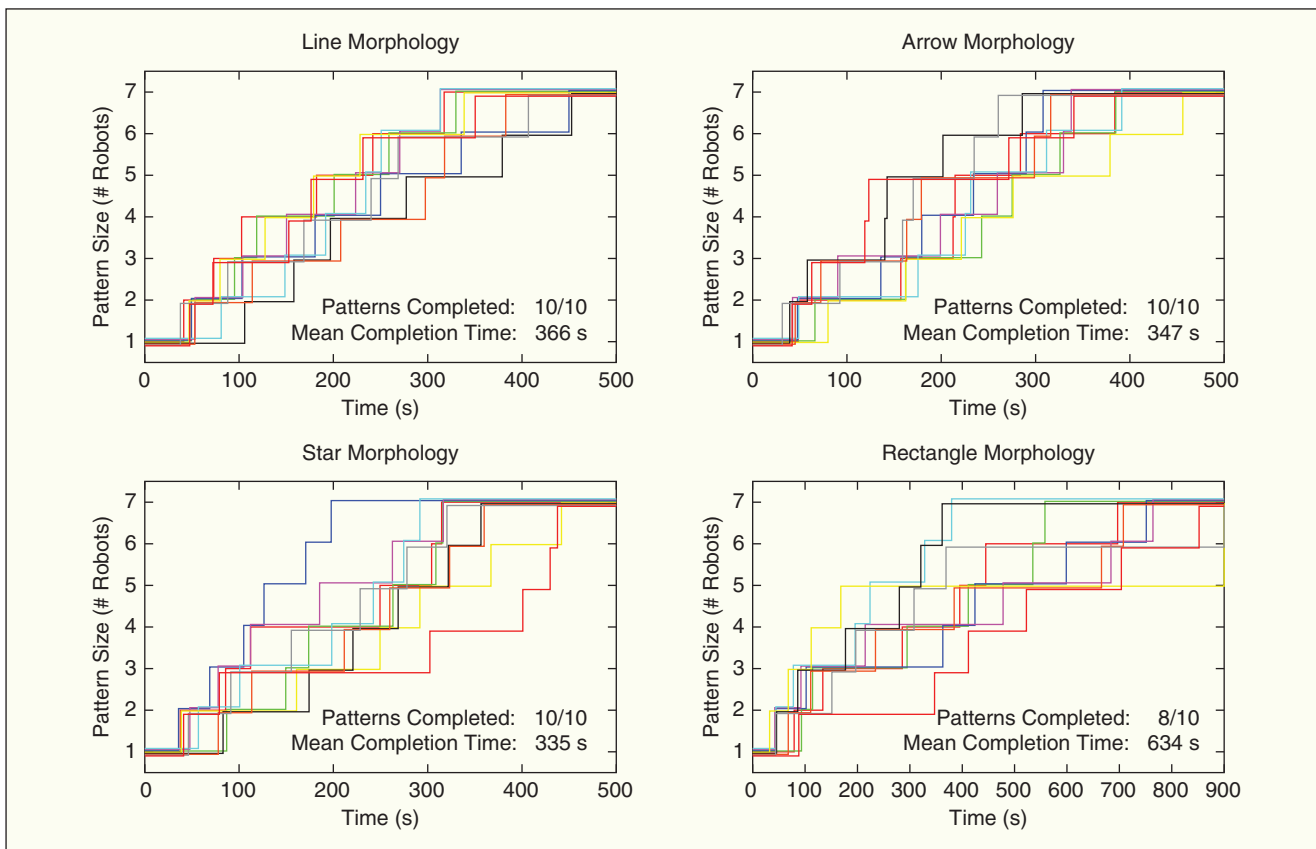 Line Morphology
Pattern Size (# Robots)
7
6
5
4
3
2
1
Patterns Completed: 10/10
Mean Completion Time: 366 s
0 100 200 300 400 500
Time (s)
Arrow Morphology
Pattern Size (# Robots)
7
6
5
4
3
2
1
Patterns Completed: 10/10
Mean Completion Time: 347 s
0 100 200 300 400 500
Time (s)
Star Morphology
Pattern Size (# Robots)
7
6
5
4
3
2
1
Patterns Completed: 10/10
Mean Completion Time: 335 s
0 100 200 300 400 500
Time (s)
Rectangle Morphology
Pattern Size (# Robots)
7
6
5
4
3
2
1
Patterns Completed: 8/10
Mean Completion Time: 634 s
0 100 200 300 400 500 600 700 800 900
Time (s)